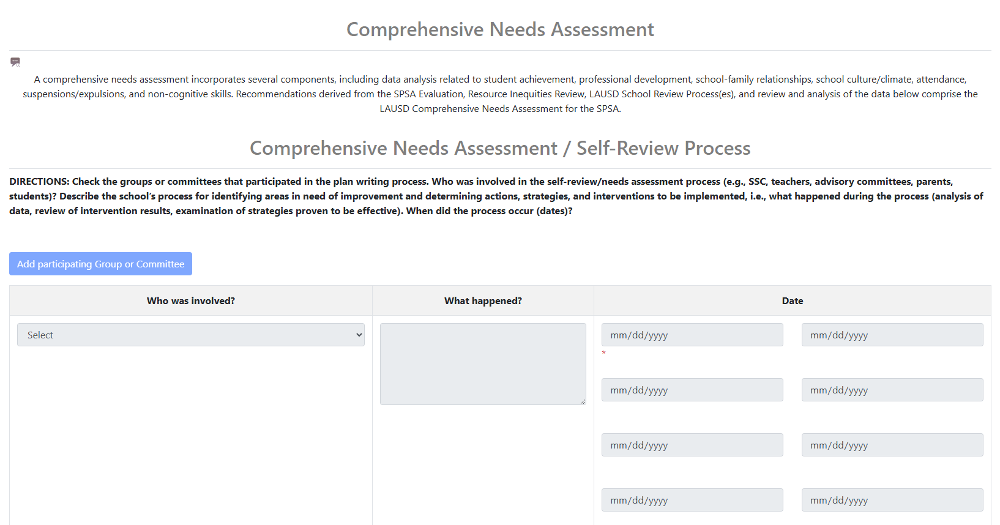 Comprehensive Needs Assessment
A comprehensive needs assessment incorporates several components, including data analysis related to student achievement, professional development, school-family relationships, school culture/climate, attendance,
suspensions/expulsions, and non-cognitive skills. Recommendations derived from the SPSA Evaluation, Resource Inequities Review, LAUSD School Review Process(es), and review and analysis of the data below comprise the
LAUSD Comprehensive Needs Assessment for the SPSA.
Comprehensive Needs Assessment / Self-Review Process
DIRECTIONS: Check the groups or committees that participated in the plan writing process. Who was involved in the self-review/needs assessment process (e.g., SSC, teachers, advisory committees, parents,
students)? Describe the school's process for identifying areas in need of improvement and determining actions, strategies, and interventions to be implemented, i.e., what happened during the process (analysis of
data, review of intervention results, examination of strategies proven to be effective). When did the process occur (dates)?
Add participating Group or Committee
Who was involved? What happened? Date
Select mm/dd/yyyy mm/dd/yyyy
*
mm/dd/yyyy mm/dd/yyyy
mm/dd/yyyy mm/dd/yyyy
mm/dd/yyyy mm/dd/yyyy